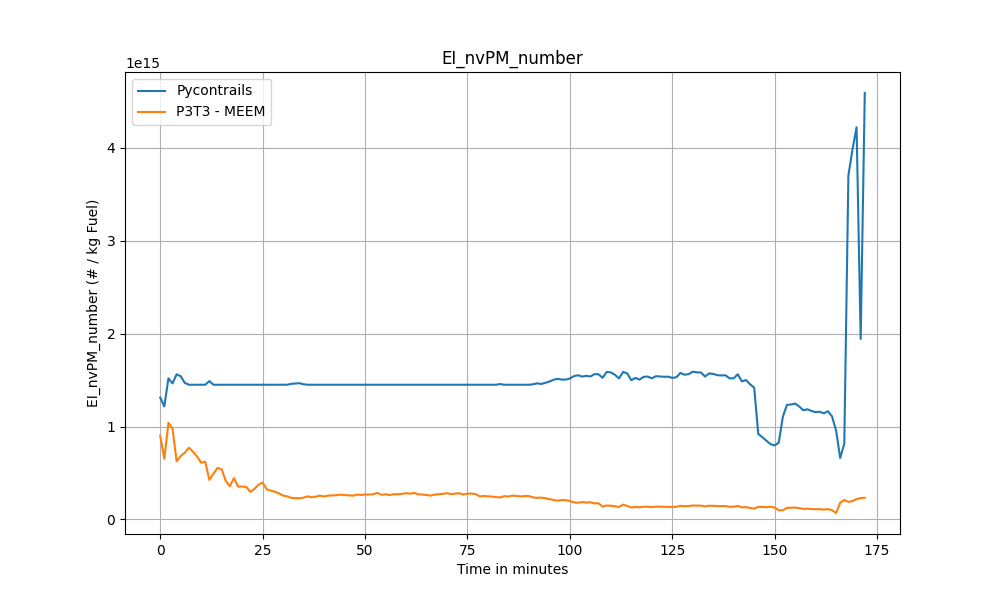 EI_nvPM_number
1e15
Pycontrails
P3T3 - MEEM
4
3
2
1
0
EI_nvPM_number (# / kg Fuel)
0 25 50 75 100 125 150 175
Time in minutes